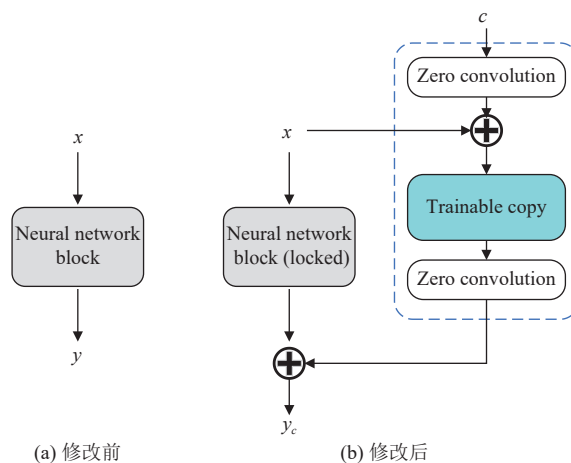 x
Neural network
block
y
(a) 修改前
c
Zero convolution
x
Trainable copy
Neural network
block (locked)
Zero convolution
y_c
(b) 修改后